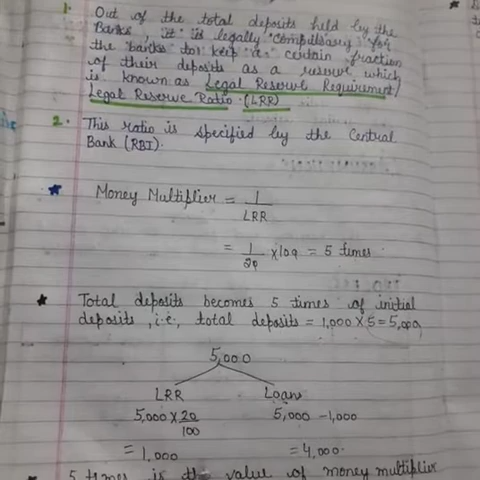 1. Out of the total deposits held by the
Banks, it is legally compulsary for
the banks to keep a certain fraction
of their deposits as a reserve which
is known as Legal Reserve Requirement/
Legal Reserve Ratio (LRR)
2. This ratio is specified by the Central
Bank (RBI).
★ Money Multiplier = 1/LRR
= 1/20 × 100 = 5 times
★ Total deposits becomes 5 times of initial
deposits, i.e., total deposits = 1,000 × 5 = 5,000
5,000
LRR Loans
5,000 × 20/100 5,000 - 1,000
= 1,000 = 4,000.
★ 5 times is the value of money multiplier